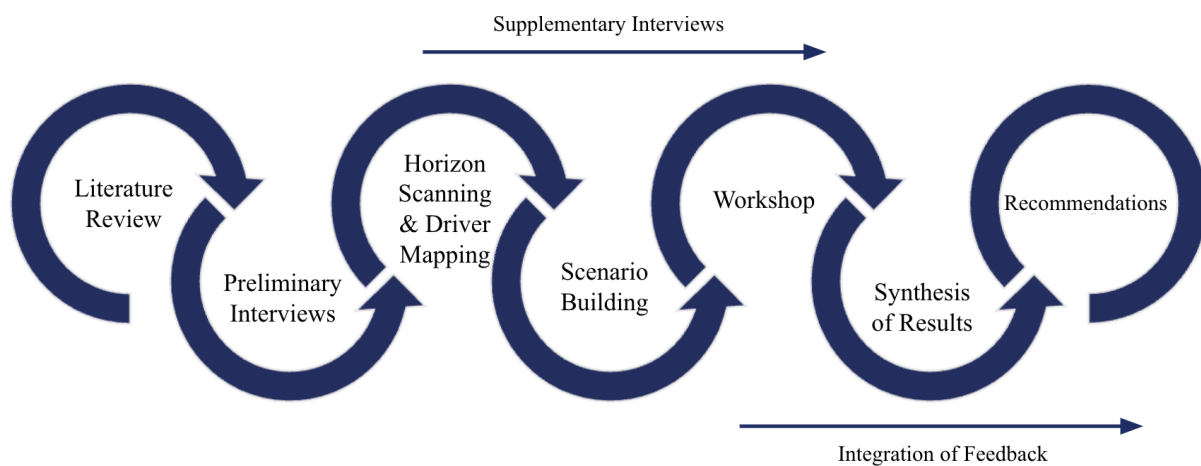 Supplementary Interviews
Literature
Review
Preliminary
Interviews
Horizon
Scanning
& Driver
Mapping
Scenario
Building
Workshop
Synthesis
of Results
Recommendations
Integration of Feedback